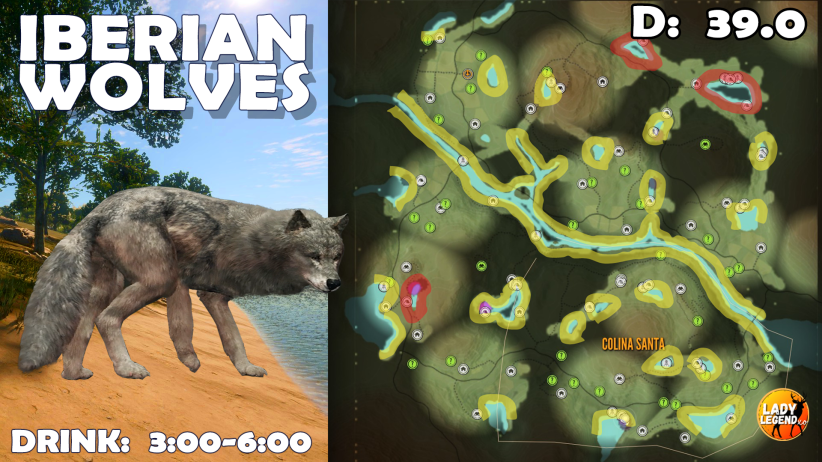 IBERIAN
WOLVES
D: 39.0
COLINA SANTA
DRINK: 3:00-6:00
LADY
LEGEND